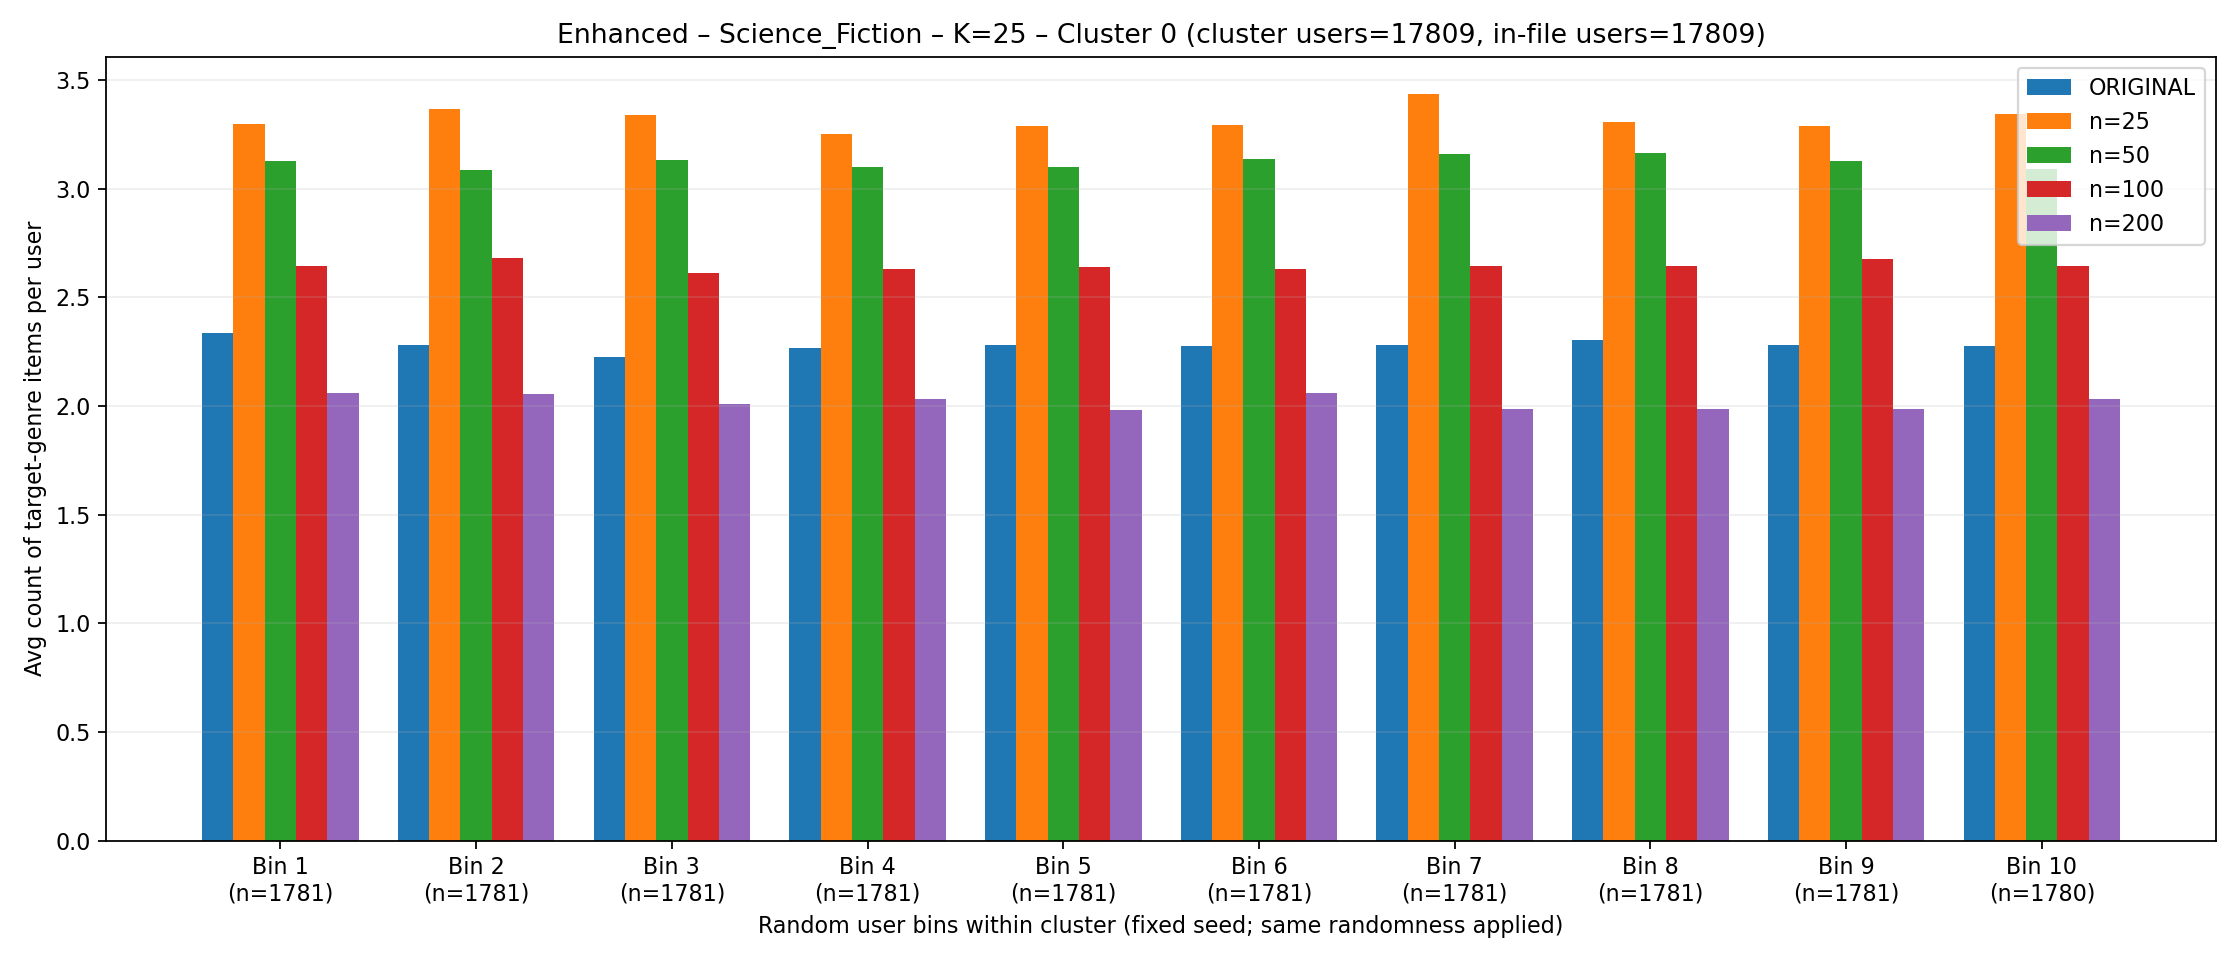 Enhanced – Science_Fiction – K=25 – Cluster 0 (cluster users=17809, in-file users=17809)
Avg count of target-genre items per user
3.5
3.0
2.5
2.0
1.5
1.0
0.5
0.0
ORIGINAL
n=25
n=50
n=100
n=200
Bin 1 Bin 2 Bin 3 Bin 4 Bin 5 Bin 6 Bin 7 Bin 8 Bin 9 Bin 10
(n=1781) (n=1781) (n=1781) (n=1781) (n=1781) (n=1781) (n=1781) (n=1781) (n=1781) (n=1780)
Random user bins within cluster (fixed seed; same randomness applied)